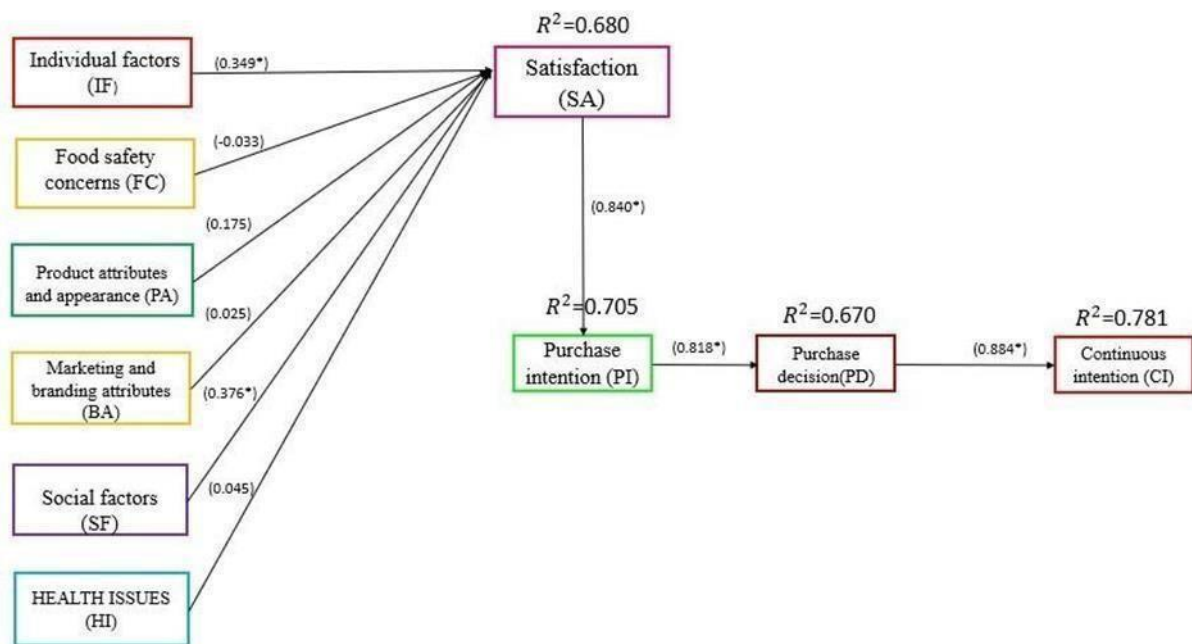 R²=0.680
Individual factors
(IF)
(0.349*)
Satisfaction
(SA)
(-0.033)
Food safety
concerns (FC)
(0.840*)
(0.175)
Product attributes
and appearance (PA)
(0.025)
R²=0.705
R²=0.670
R²=0.781
Purchase
intention (PI)
(0.818*)
Purchase
decision(PD)
(0.884*)
Continuous
intention (CI)
Marketing and
branding attributes
(BA)
(0.376*)
Social factors
(SF)
(0.045)
HEALTH ISSUES
(HI)